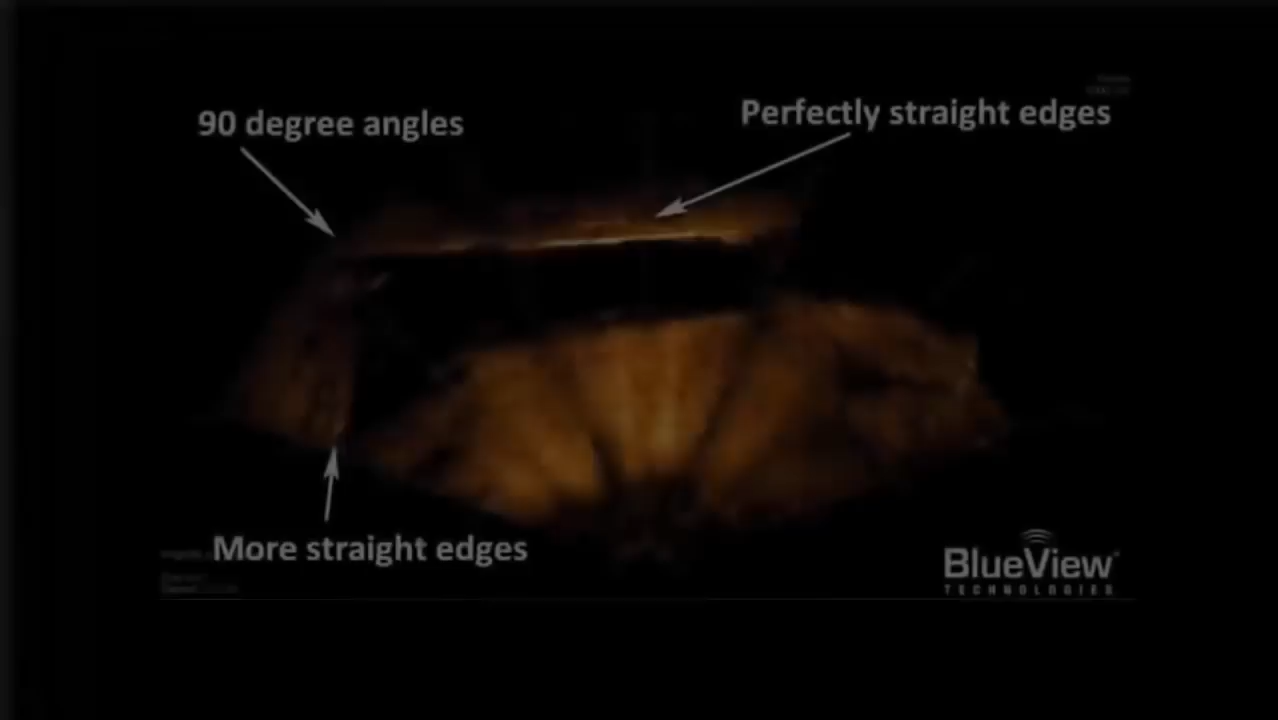 90 degree angles
Perfectly straight edges
More straight edges
BlueView
TECHNOLOGIES